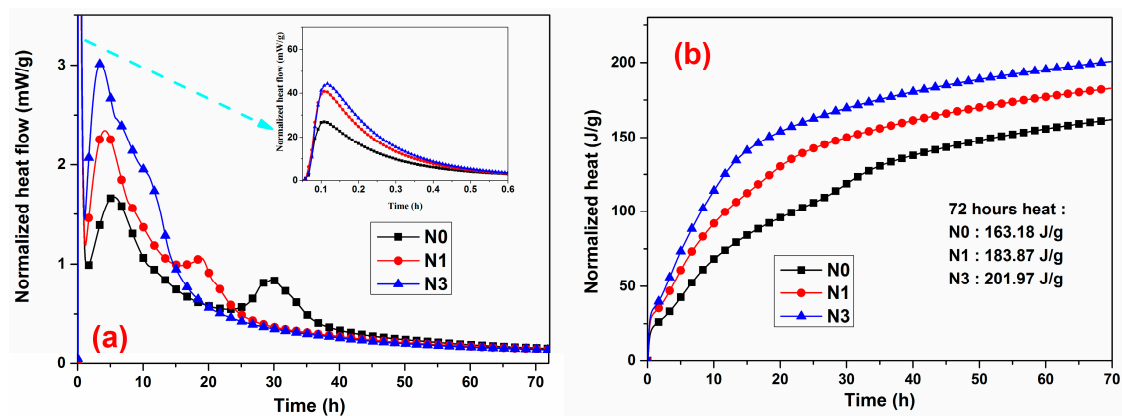 Normalized heat flow (mW/g)
3
2
1
0
0 10 20 30 40 50 60 70
Time (h)
(a)
N0
N1
N3
Normalized heat flow (mW/g)
60
40
20
0
0.1 0.2 0.3 0.4 0.5 0.6
Time (h)
(b)
Normalized heat (J/g)
200
150
100
50
0
0 10 20 30 40 50 60 70
Time (h)
N0
N1
N3
72 hours heat :
N0 : 163.18 J/g
N1 : 183.87 J/g
N3 : 201.97 J/g